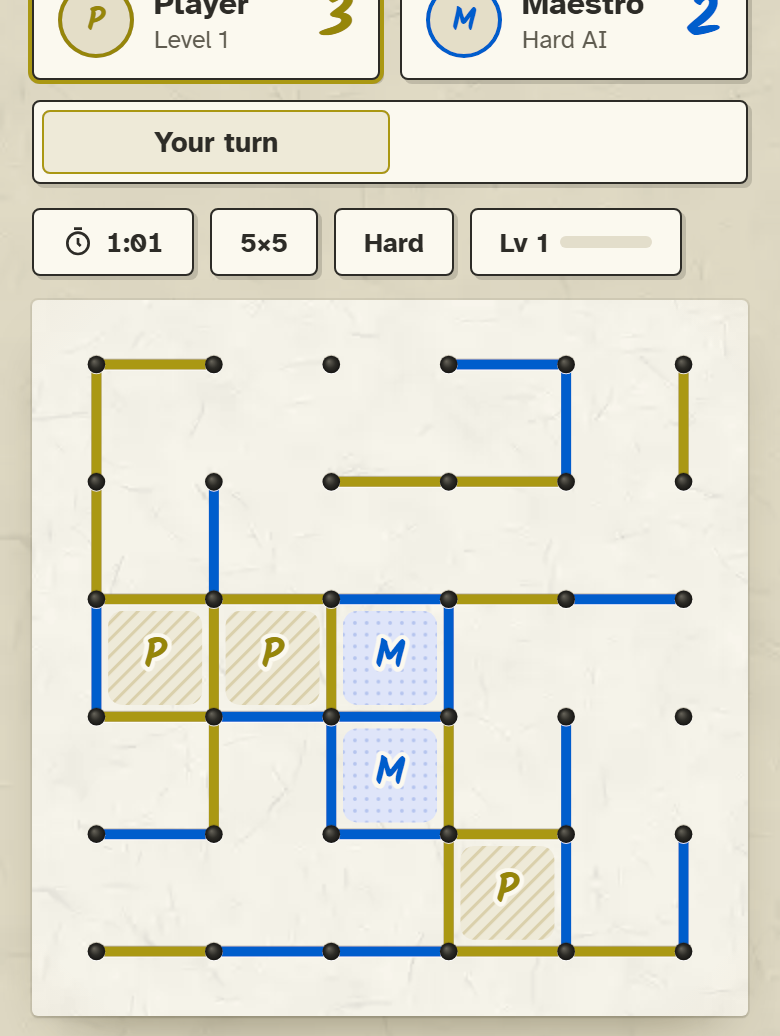 P Player 3
Level 1
M Maestro 2
Hard AI
Your turn
1:01 5×5 Hard Lv 1
P P M
M
P